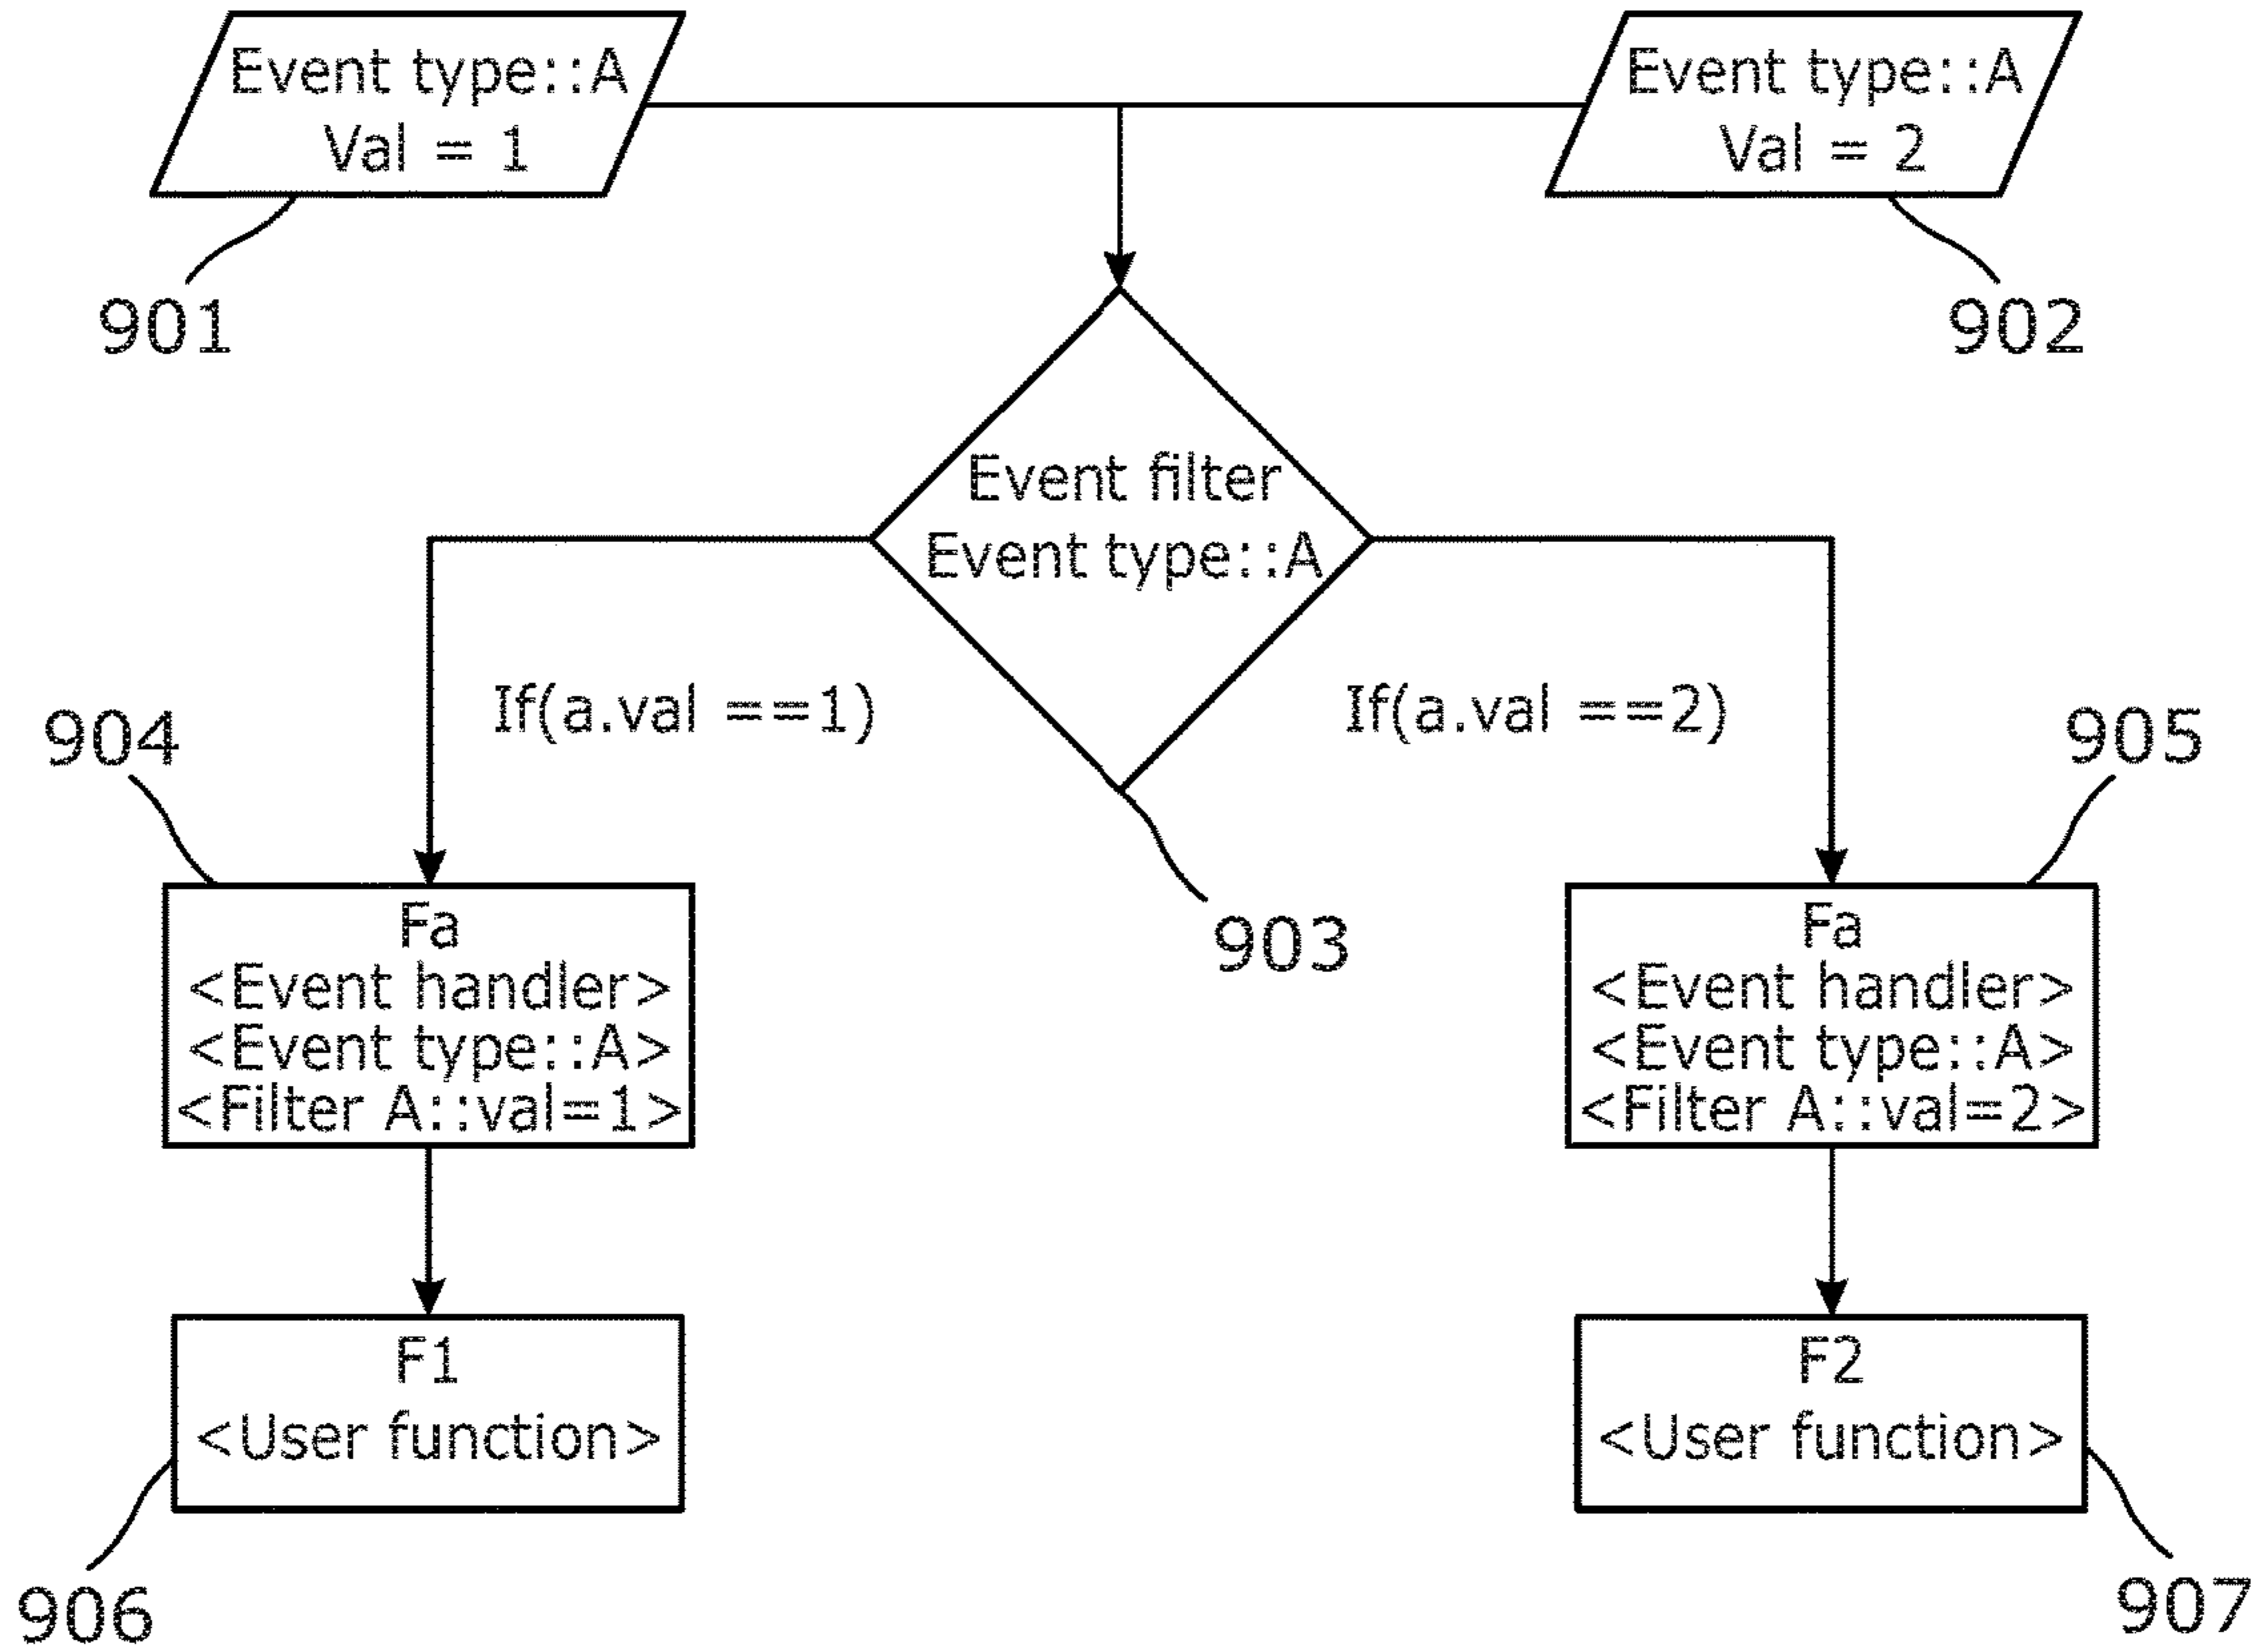 Event type::A
Val = 1
Event type::A
Val = 2
901
902
Event filter
Event type::A
If(a.val ==1)
If(a.val ==2)
904
905
903
Fa
<Event handler>
<Event type::A>
<Filter A::val=1>
Fa
<Event handler>
<Event type::A>
<Filter A::val=2>
F1
<User function>
F2
<User function>
906
907